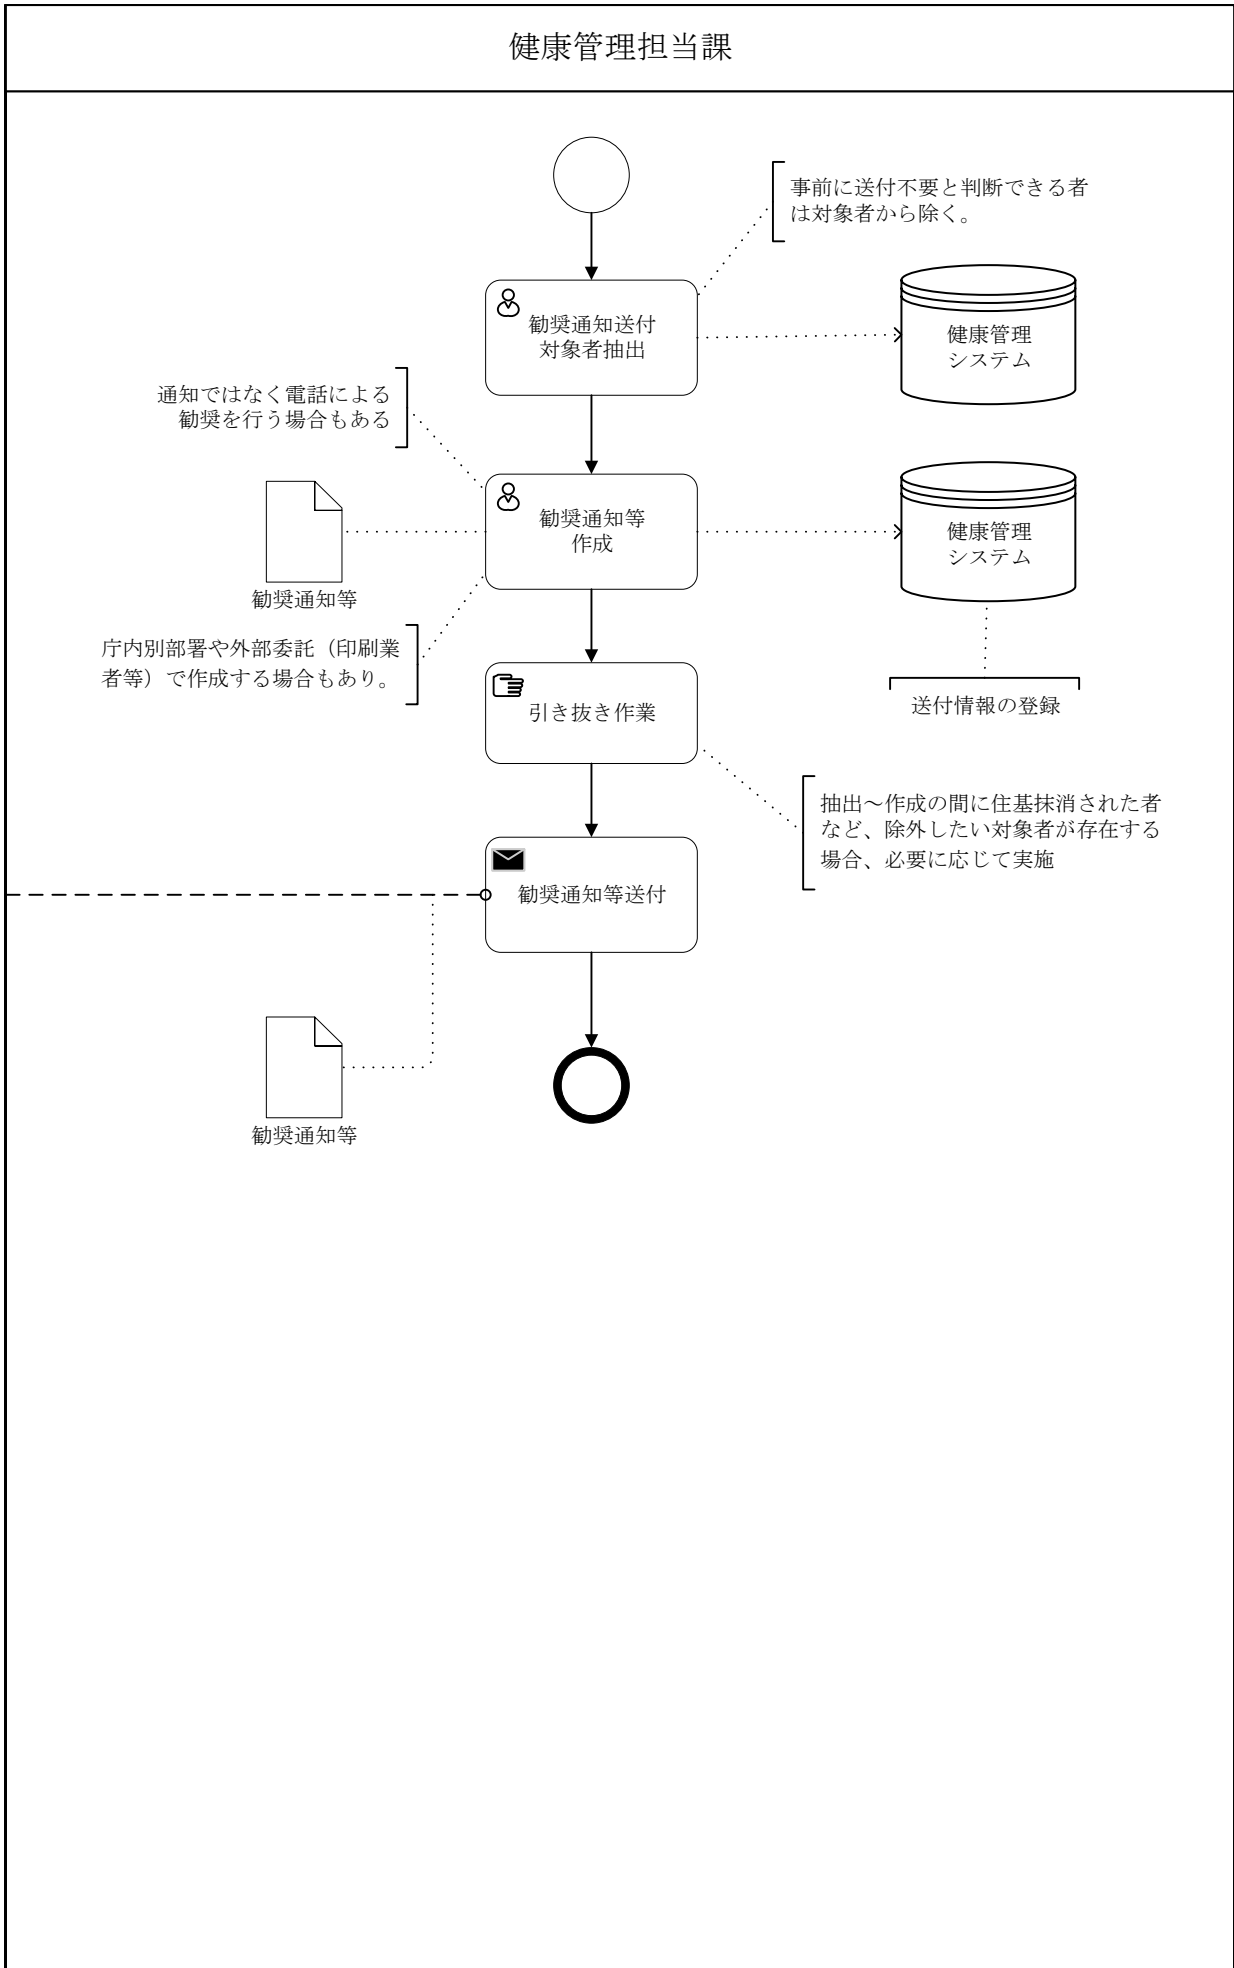 健康管理担当課
事前に送付不要と判断できる者
は対象者から除く。
勧奨通知送付
対象者抽出
健康管理
システム
通知ではなく電話による
勧奨を行う場合もある
勧奨通知等
作成
健康管理
システム
勧奨通知等
庁内別部署や外部委託（印刷業
者等）で作成する場合もあり。
引き抜き作業
送付情報の登録
抽出～作成の間に住基抹消された者
など、除外したい対象者が存在する
場合、必要に応じて実施
勧奨通知等送付
勧奨通知等